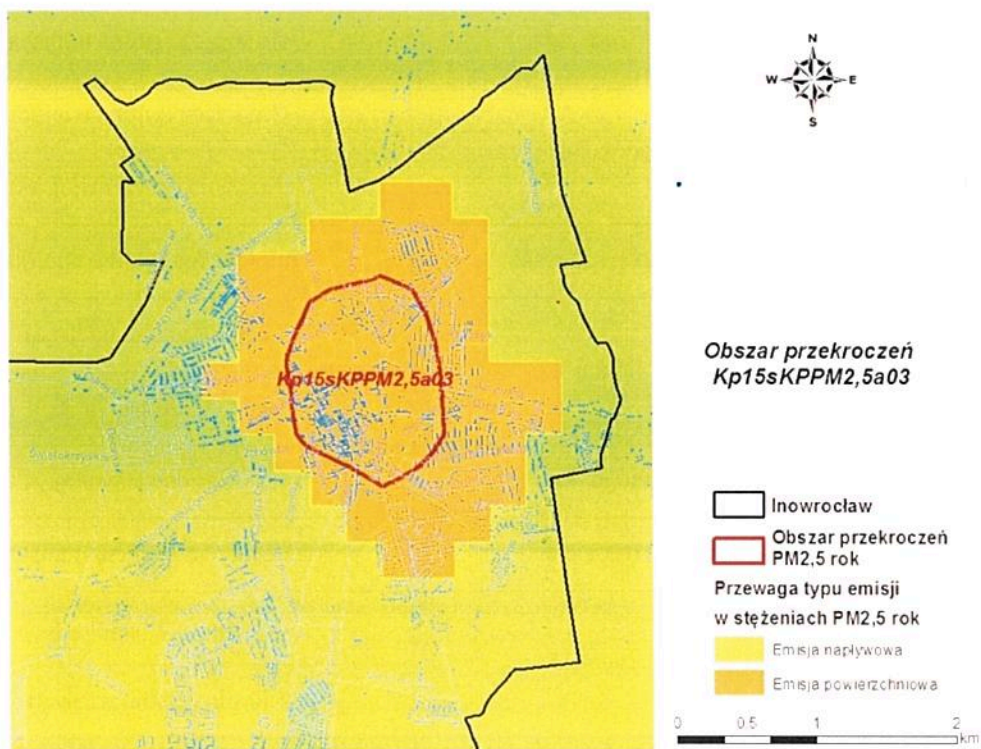 N
W E
S
Obszar przekroczeń
Kp15sKPPM2,5a03
Kp15sKPPM2,5a03
Inowrocław
Obszar przekroczeń
PM2,5 rok
Przewaga typu emisji
w stężeniach PM2,5 rok
Emisja napływowa
Emisja powierzchniowa
0 0.5 1 2
km